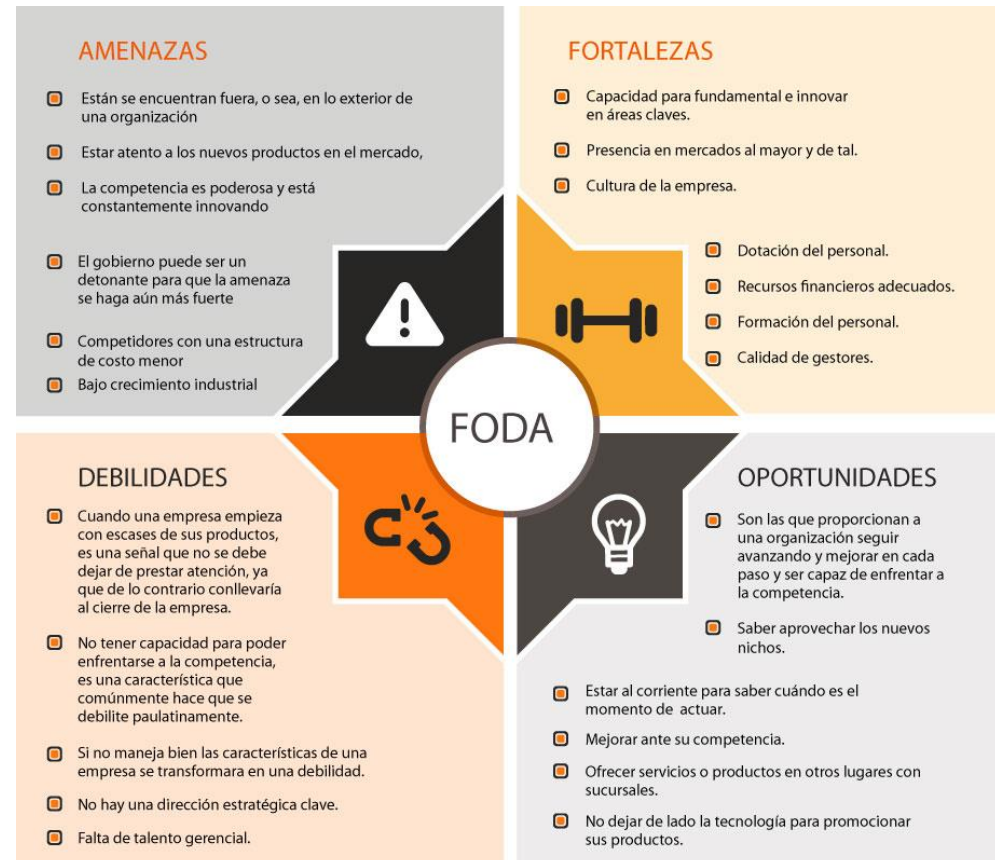 AMENAZAS
Están se encuentran fuera, o sea, en lo exterior de
una organización
Estar atento a los nuevos productos en el mercado,
La competencia es poderosa y está
constantemente innovando
El gobierno puede ser un
detonante para que la amenaza
se haga aún más fuerte
Competidores con una estructura
de costo menor
Bajo crecimiento industrial
FORTALEZAS
Capacidad para fundamental e innovar
en áreas claves.
Presencia en mercados al mayor y de tal.
Cultura de la empresa.
Dotación del personal.
Recursos financieros adecuados.
Formación del personal.
Calidad de gestores.
FODA
DEBILIDADES
Cuando una empresa empieza
con escases de sus productos,
es una señal que no se debe
dejar de prestar atención, ya
que de lo contrario conllevaría
al cierre de la empresa.
No tener capacidad para poder
enfrentarse a la competencia,
es una característica que
comúnmente hace que se
debilite paulatinamente.
Si no maneja bien las características de una
empresa se transformara en una debilidad.
No hay una dirección estratégica clave.
Falta de talento gerencial.
OPORTUNIDADES
Son las que proporcionan a
una organización seguir
avanzando y mejorar en cada
paso y ser capaz de enfrentar a
la competencia.
Saber aprovechar los nuevos
nichos.
Estar al corriente para saber cuándo es el
momento de actuar.
Mejorar ante su competencia.
Ofrecer servicios o productos en otros lugares con
sucursales.
No dejar de lado la tecnología para promocionar
sus productos.